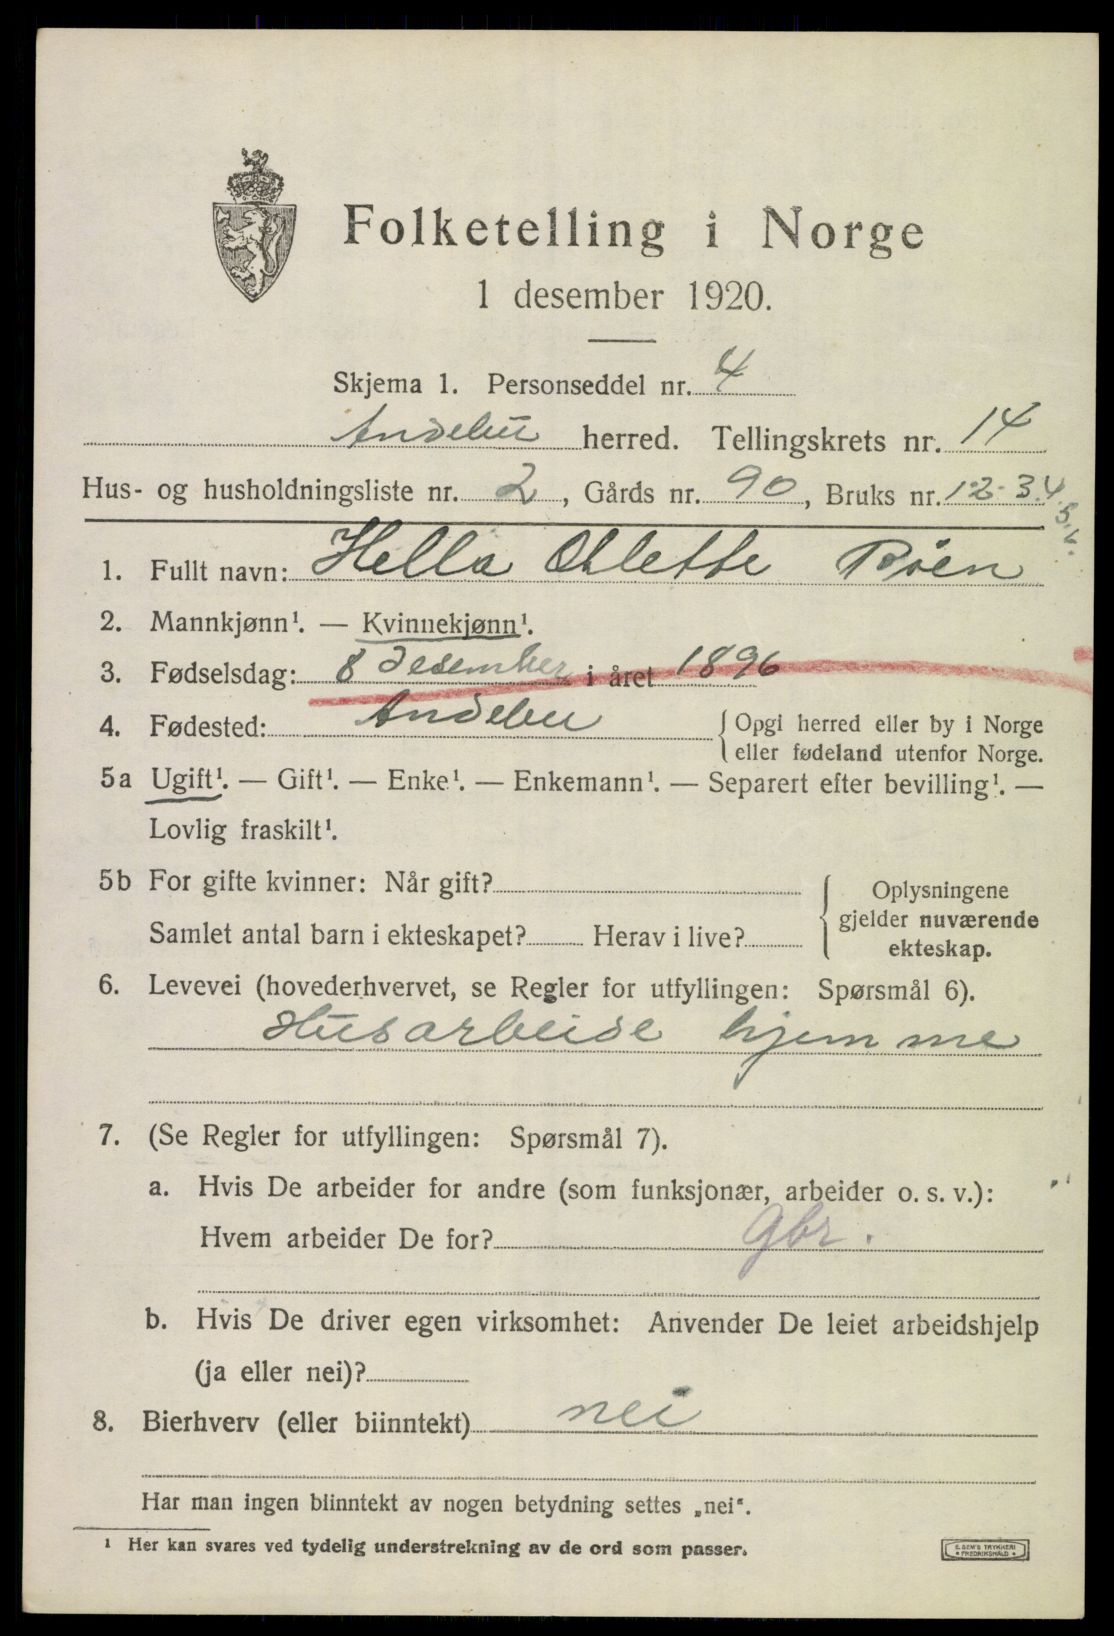 Folketelling i Norge
1 desember 1920.
Skjema 1. Personseddel nr. 4
Andebu herred. Tellingskrets nr. 14
Hus- og husholdningsliste nr. 2, Gårds nr. 90, Bruks nr. 1-2-3.4.
5.6.
1. Fullt navn: Hella Othlette Röen
2. Mannkjønn¹. — Kvinnekjønn¹.
3. Fødselsdag: 8 desember i året 1896
4. Fødested: Andebu
{Opgi herred eller by i Norge
eller fødeland utenfor Norge.
5a Ugift¹. — Gift¹. — Enke¹. — Enkemann¹. — Separert efter bevilling¹. —
Lovlig fraskilt¹.
5b For gifte kvinner: Når gift?
Samlet antal barn i ekteskapet? Herav i live?
{Oplysningene
gjelder nuværende
ekteskap.
6. Levevei (hovederhvervet, se Regler for utfyllingen: Spørsmål 6).
Husarbeide hjemme
7. (Se Regler for utfyllingen: Spørsmål 7).
a. Hvis De arbeider for andre (som funksjonær, arbeider o. s. v.):
Hvem arbeider De for? Gbr.
b. Hvis De driver egen virksomhet: Anvender De leiet arbeidshjelp
(ja eller nei)?
8. Bierhverv (eller biinntekt) nei
Har man ingen biinntekt av nogen betydning settes „nei“.
¹ Her kan svares ved tydelig understrekning av de ord som passer.
E. SEM'S TRYKKERI
• FREDRIKSHALD •